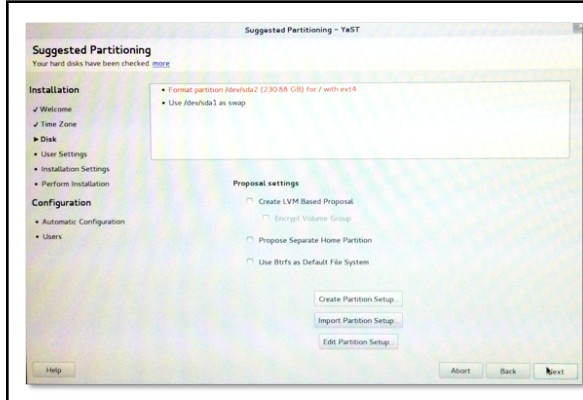 Suggested Partitioning - YaST
Suggested Partitioning
Your hard disks have been checked more
Installation
✓ Welcome
✓ Time Zone
▶ Disk
• User Settings
• Installation Settings
• Perform Installation
Configuration
• Automatic Configuration
• Users
• Format partition /dev/sda2 (230.88 GB) for / with ext4
• Use /dev/sda1 as swap
Proposal settings
Create LVM Based Proposal
Encrypt Volume Group
Propose Separate Home Partition
Use Btrfs as Default File System
Create Partition Setup...
Import Partition Setup...
Edit Partition Setup...
Help
Abort
Back
Next